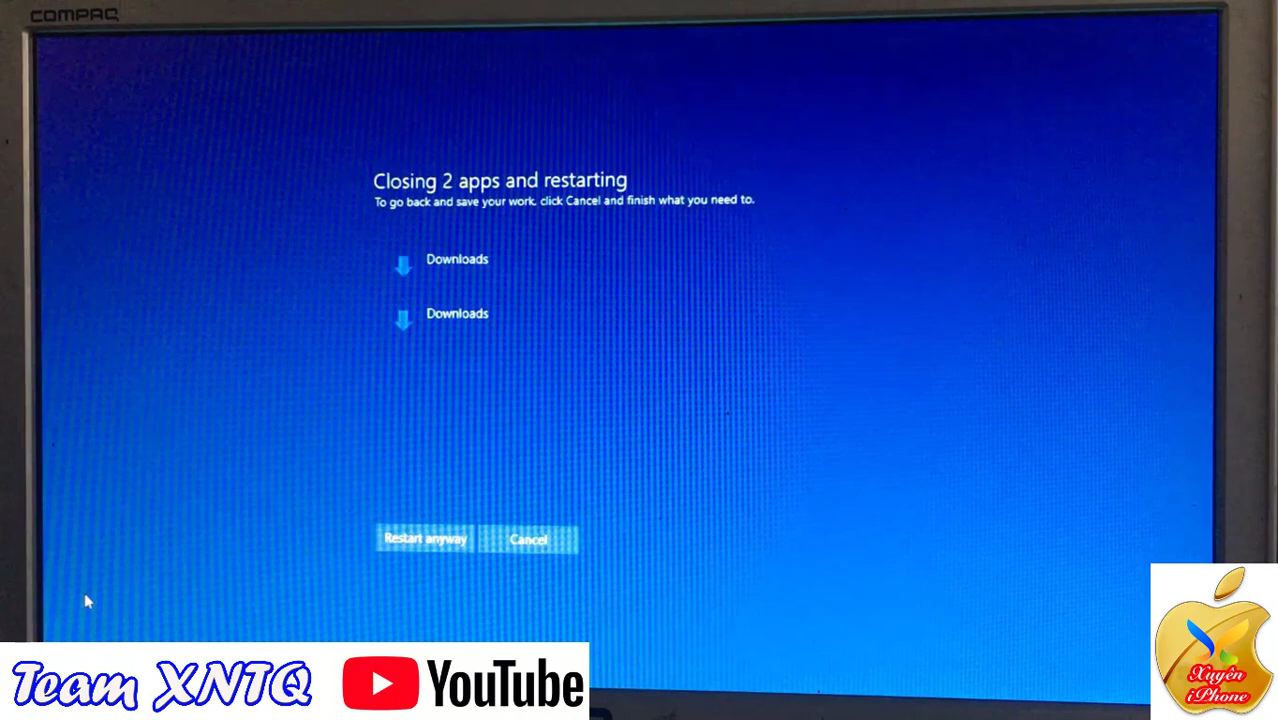 COMPAQ
Closing 2 apps and restarting
To go back and save your work, click Cancel and finish what you need to.
Downloads
Downloads
Restart anyway
Cancel
Team XNTQ
YouTube
Xuyên
iPhone